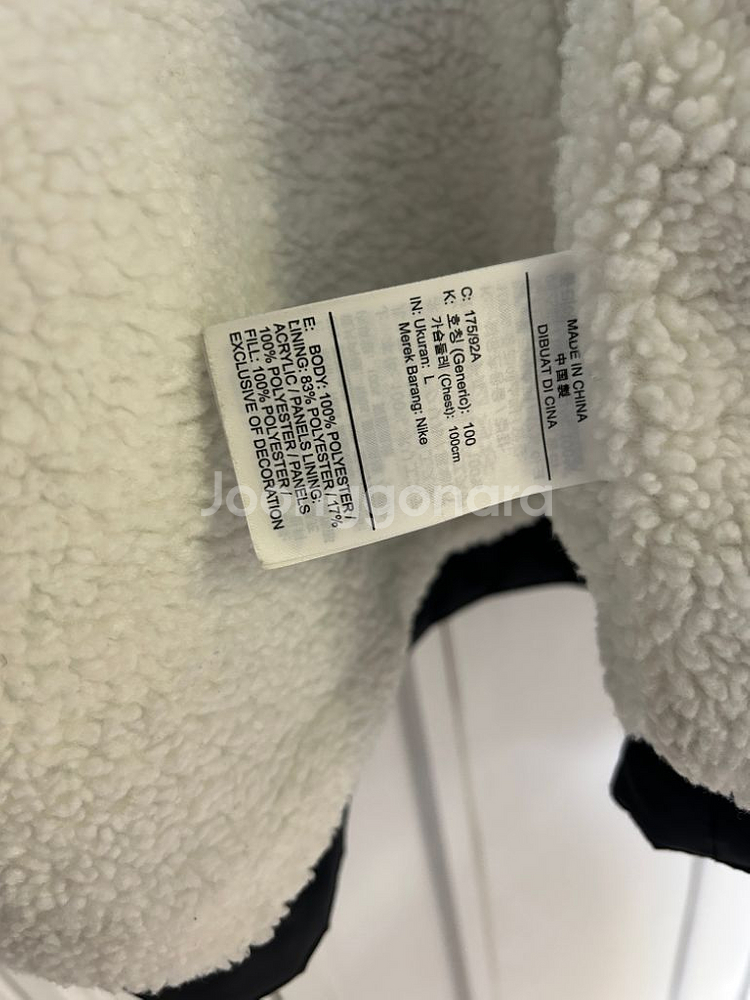 MADE IN CHINA
中国製
DIBUAT DI CINA
C: 175/92A
K: 호칭 (Generic): 100
가슴둘레 (Chest): 100cm
IN: Ukuran: L
Merek Barang: Nike
E: BODY: 100% POLYESTER /
LINING: 83% POLYESTER / 17%
ACRYLIC / PANELS LINING:
100% POLYESTER / PANELS
FILL: 100% POLYESTER /
EXCLUSIVE OF DECORATION
Joonggonara